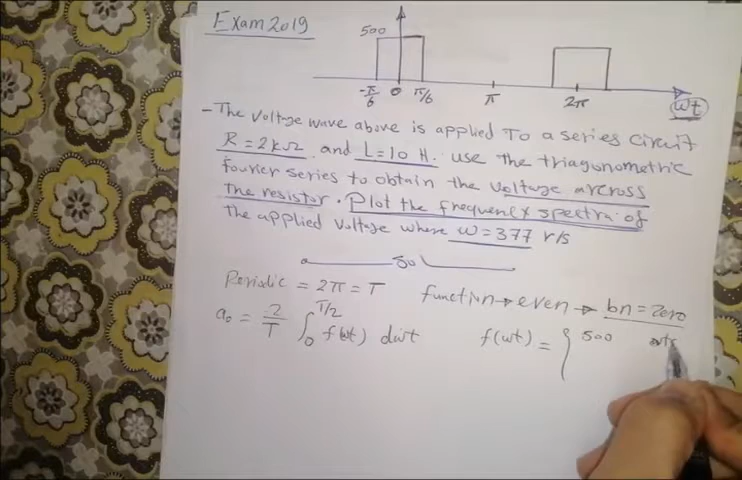 Exam 2019
500
-π/6 0 π/6 π 2π ωt
- The voltage wave above is applied To a series circuit
R = 2kΩ and L = 10 H. use the triagonometric
fourier series to obtain the voltage arcross
the resistor. Plot the frequency spectra of
the applied voltage where ω = 377 r/s
Sol
Periodic = 2π = T function → even → bn = Zero
a₀ = 2/T ∫₀^T/2 f(ωt) dωt f(ωt) = { 500